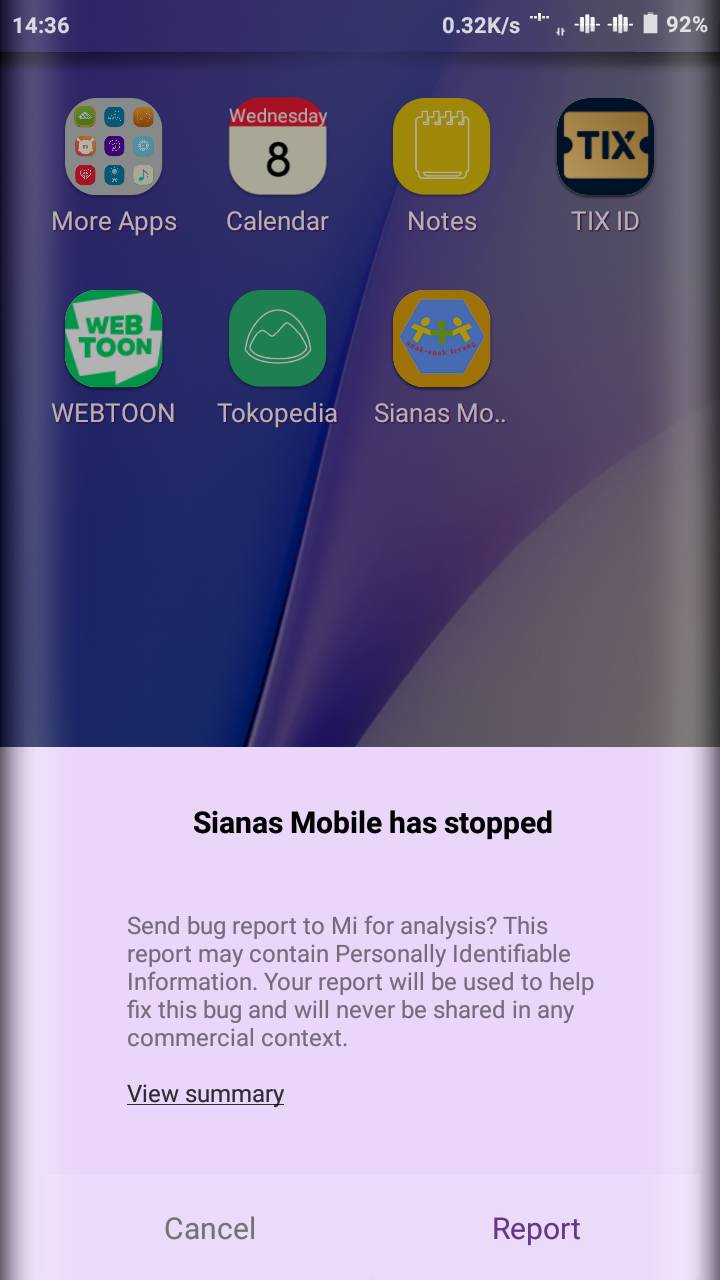 14:36 0.32K/s 92%
Wednesday
8
TIX
More Apps Calendar Notes TIX ID
WEB
TOON
anak-anak terang
WEBTOON Tokopedia Sianas Mo..
Sianas Mobile has stopped
Send bug report to Mi for analysis? This
report may contain Personally Identifiable
Information. Your report will be used to help
fix this bug and will never be shared in any
commercial context.
View summary
Cancel Report